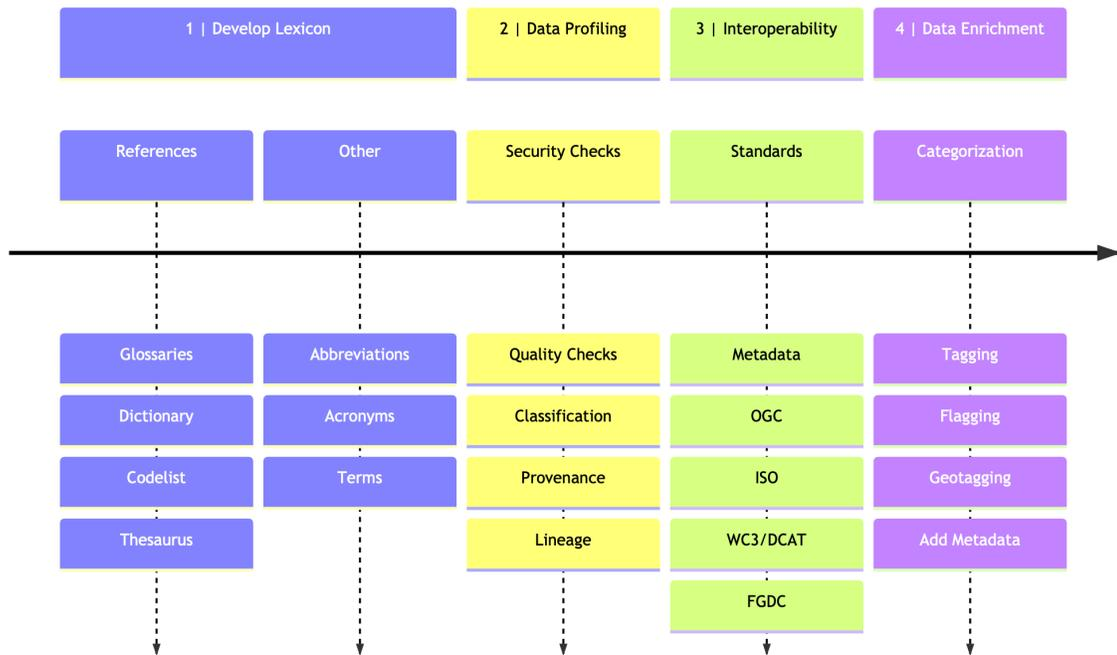 1 | Develop Lexicon
2 | Data Profiling
3 | Interoperability
4 | Data Enrichment
References
Other
Security Checks
Standards
Categorization
Glossaries
Abbreviations
Quality Checks
Metadata
Tagging
Dictionary
Acronyms
Classification
OGC
Flagging
Codelist
Terms
Provenance
ISO
Geotagging
Thesaurus
Lineage
WC3/DCAT
Add Metadata
FGDC